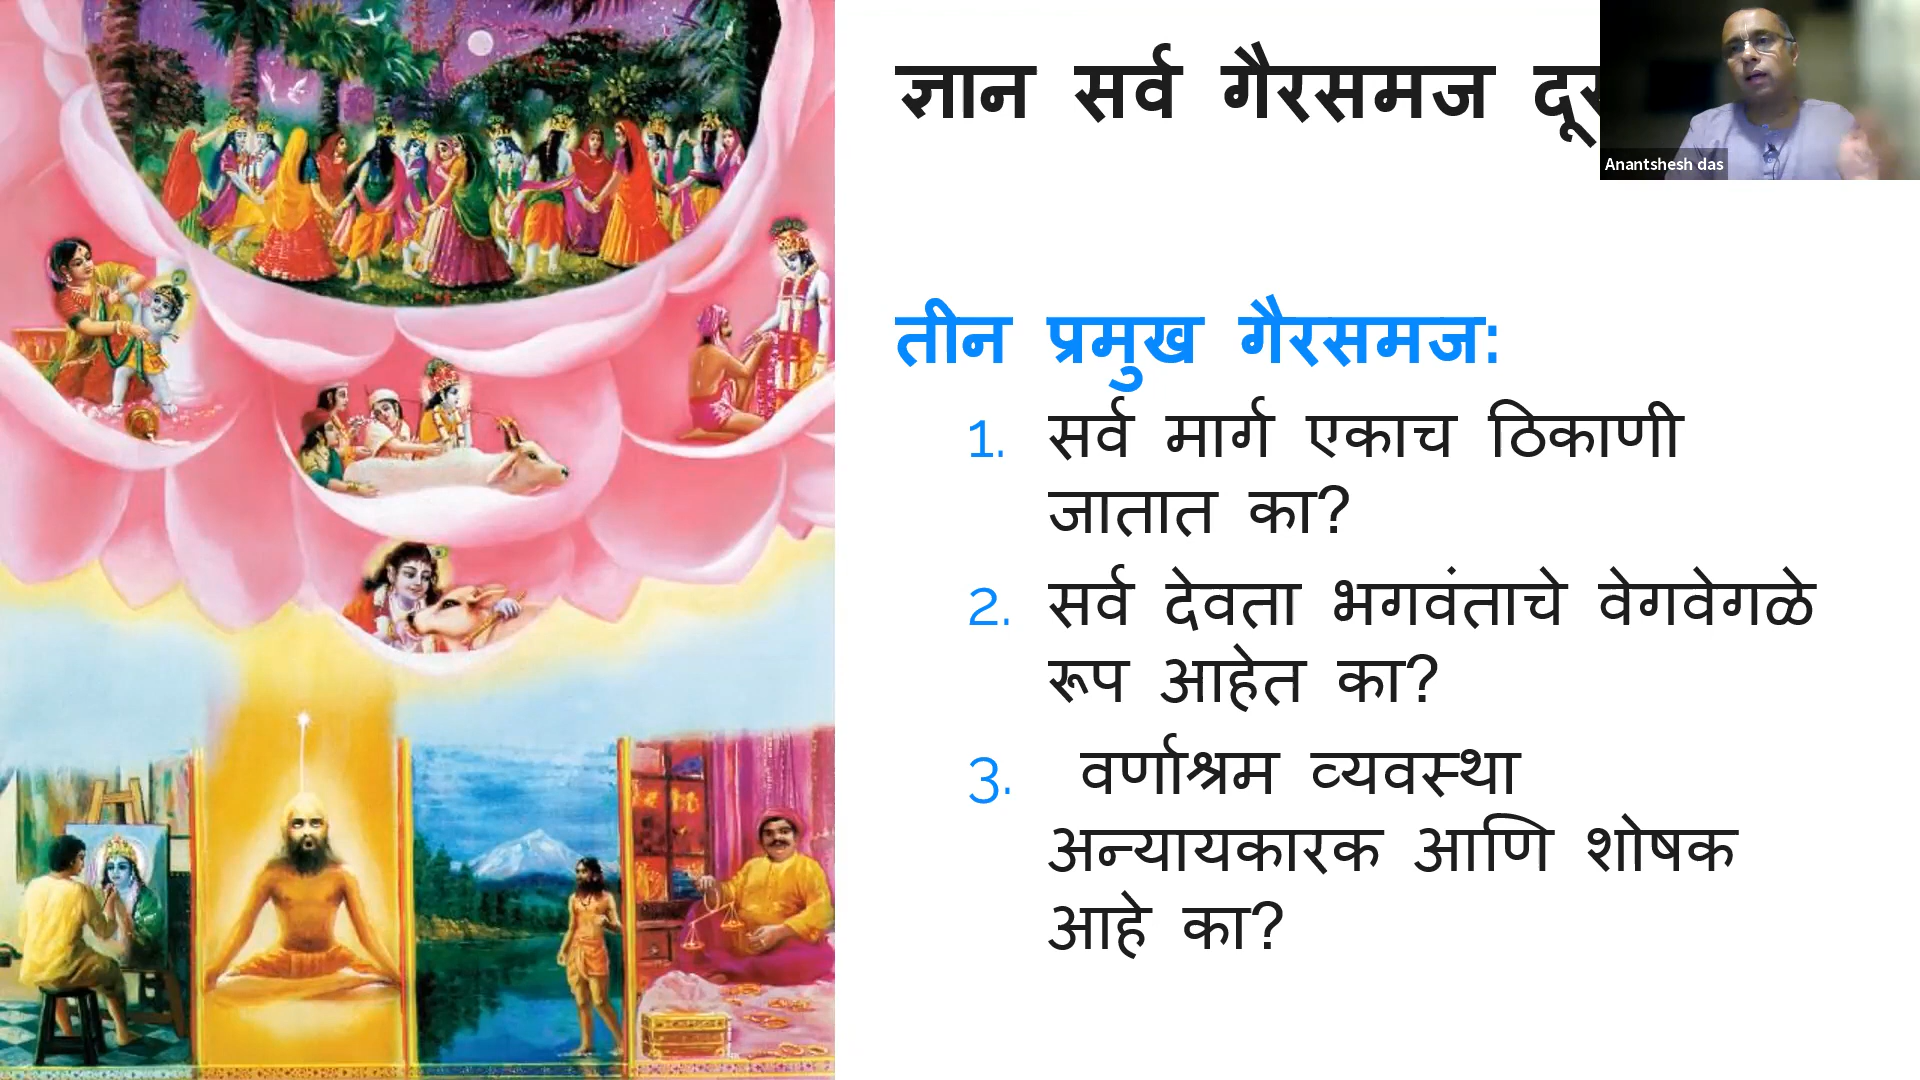 ज्ञान सर्व गैरसमज
Anantshesh das
तीन प्रमुख गैरसमज:
1. सर्व मार्ग एकाच ठिकाणी
जातात का?
2. सर्व देवता भगवंताचे वेगवेगळे
रूप आहेत का?
3. वर्णाश्रम व्यवस्था
अन्यायकारक आणि शोषक
आहे का?